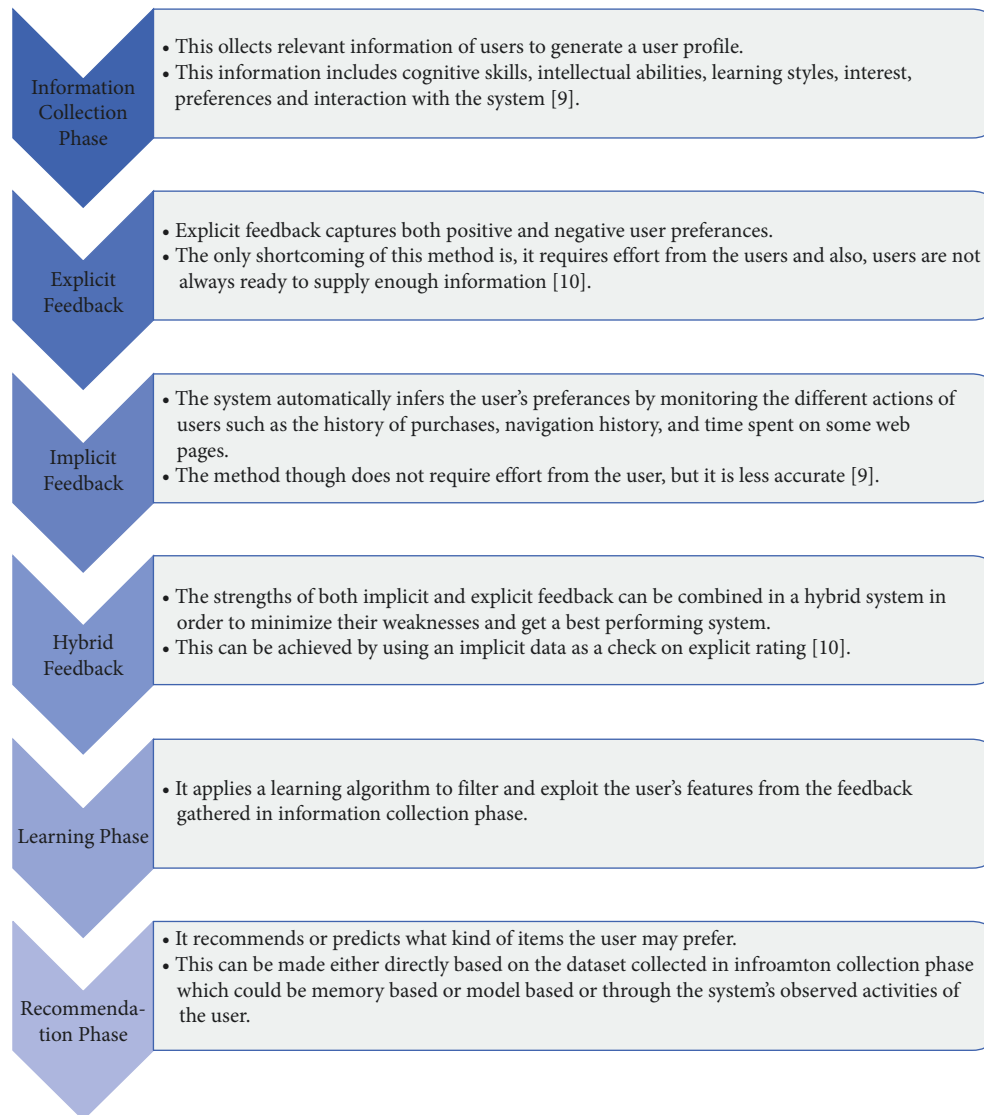 Information
Collection
Phase
• This ollects relevant information of users to generate a user profile.
• This information includes cognitive skills, intellectual abilities, learning styles, interest,
preferences and interaction with the system [9].
Explicit
Feedback
• Explicit feedback captures both positive and negative user preferances.
• The only shortcoming of this method is, it requires effort from the users and also, users are not
always ready to supply enough information [10].
Implicit
Feedback
• The system automatically infers the user’s preferances by monitoring the different actions of
users such as the history of purchases, navigation history, and time spent on some web
pages.
• The method though does not require effort from the user, but it is less accurate [9].
Hybrid
Feedback
• The strengths of both implicit and explicit feedback can be combined in a hybrid system in
order to minimize their weaknesses and get a best performing system.
• This can be achieved by using an implicit data as a check on explicit rating [10].
Learning Phase
• It applies a learning algorithm to filter and exploit the user’s features from the feedback
gathered in information collection phase.
Recommenda-
tion Phase
• It recommends or predicts what kind of items the user may prefer.
• This can be made either directly based on the dataset collected in infroamton collection phase
which could be memory based or model based or through the system’s observed activities of
the user.